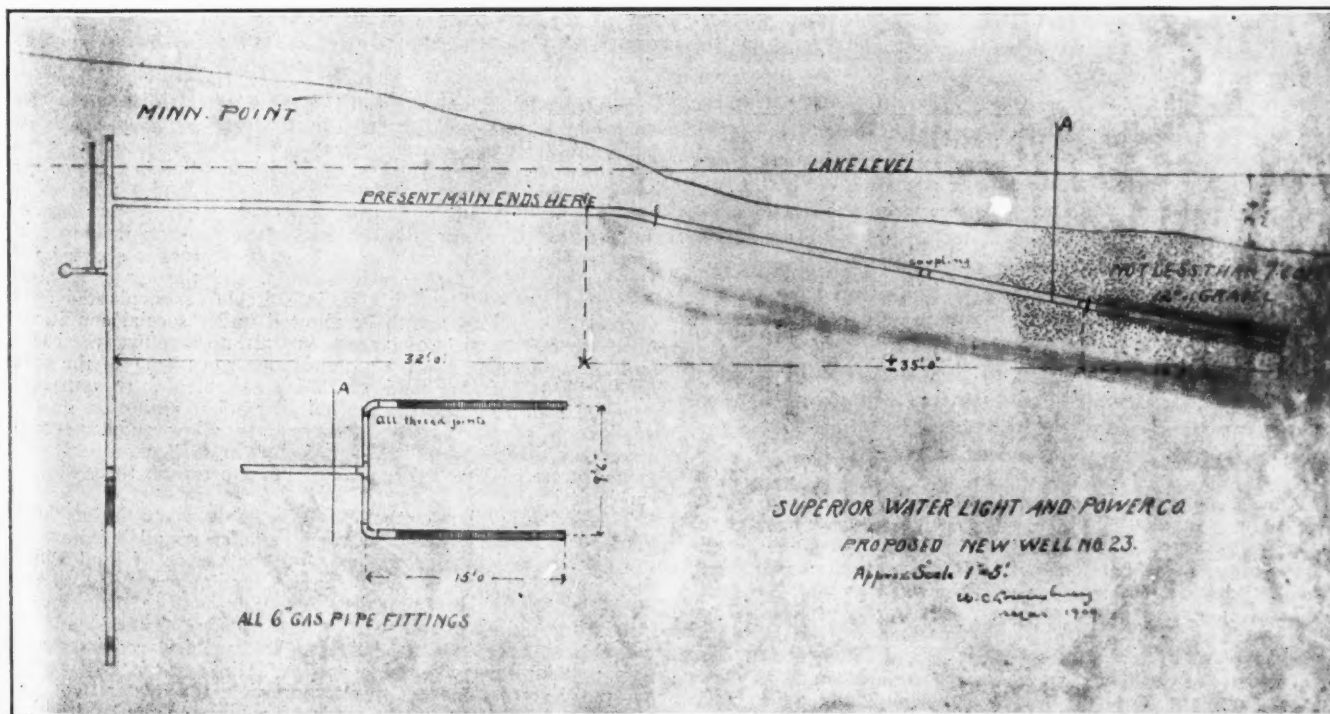 MINN. POINT
A
LAKE LEVEL
PRESENT MAIN ENDS HERE
coupling
NOT LESS THAN
GRAVEL
32'0"
±35'0"
A
All thread joints
15'0
ALL 6" GAS PIPE FITTINGS
SUPERIOR WATER LIGHT AND POWER CO.
PROPOSED NEW WELL NO. 23.
Approx Scale 1"=5'
1909